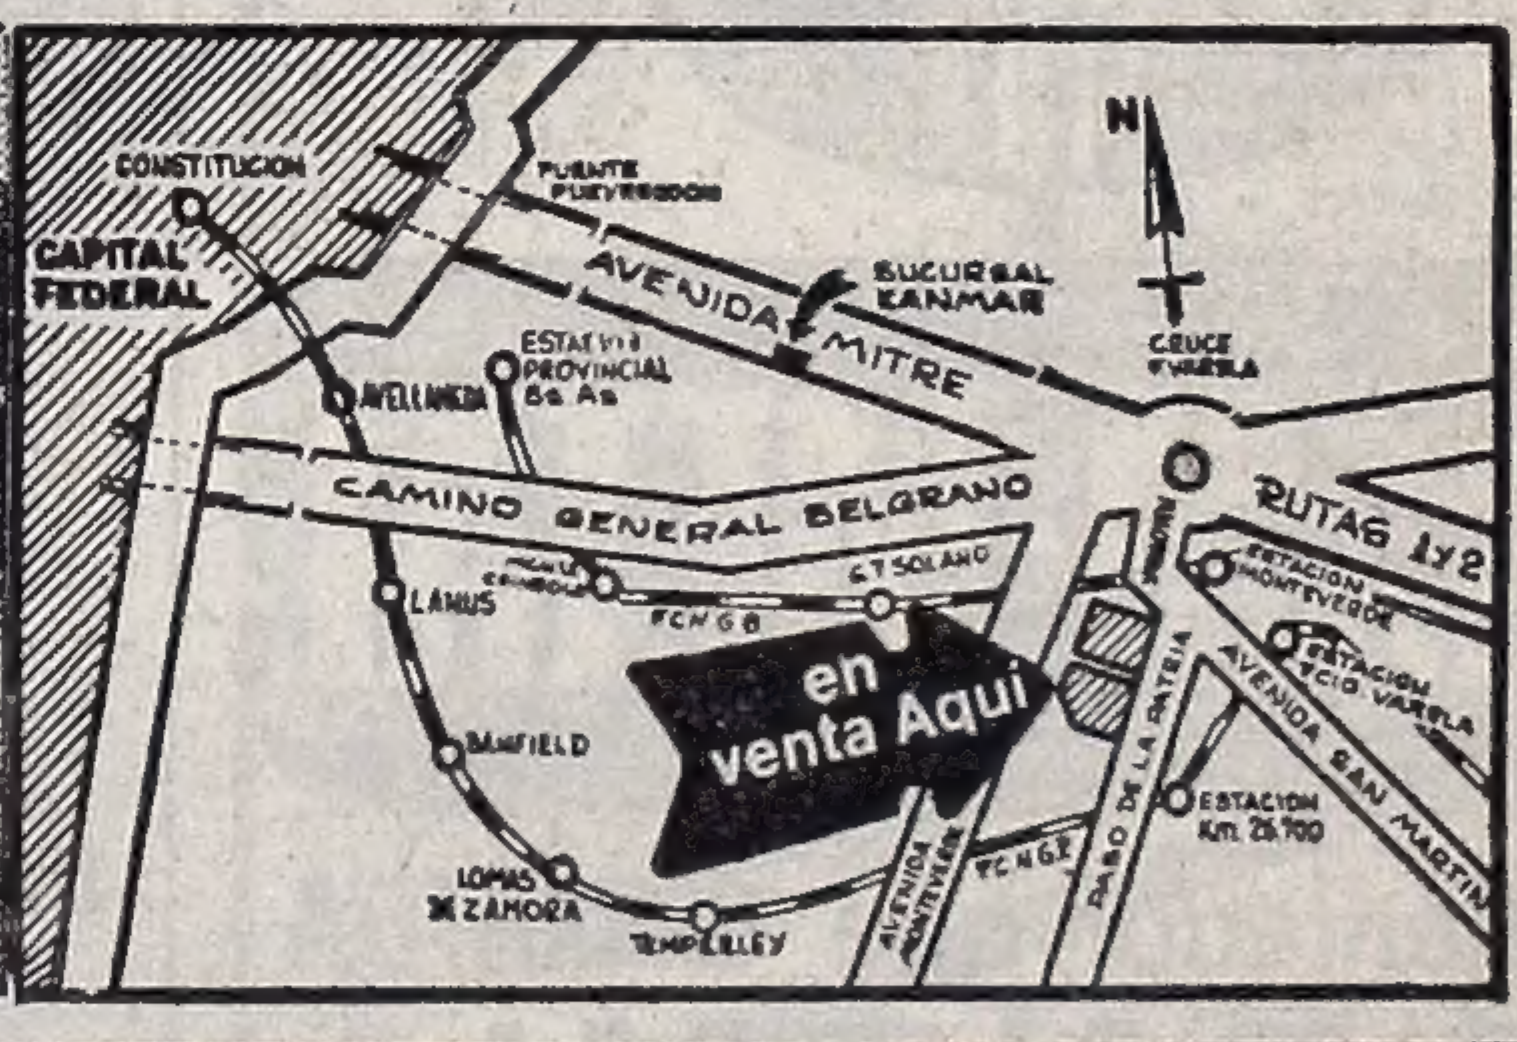 N
CONSTITUCION
CAPITAL
FEDERAL
PUENTE
PUEYRREDON
AVENIDA MITRE
SUCURSAL
KANMAR
CRUCE
F. VARELA
PROVINCIAL
Bs. As
AVELLANEDA
CAMINO GENERAL BELGRANO
RUTAS 1 y 2
ESTACION
MONTEVERDE
ESTACION
FCIO. VARELA
LANUS
F C N G B
ET SOLANO
en
venta Aquí
AVENIDA SAN MARTIN
PASO DE LA PATRIA
BANFIELD
ESTACION
Km. 26.700
LOMAS
DE ZAMORA
TEMPERLEY
AVENIDA
MONTEVERDE
F C N G R